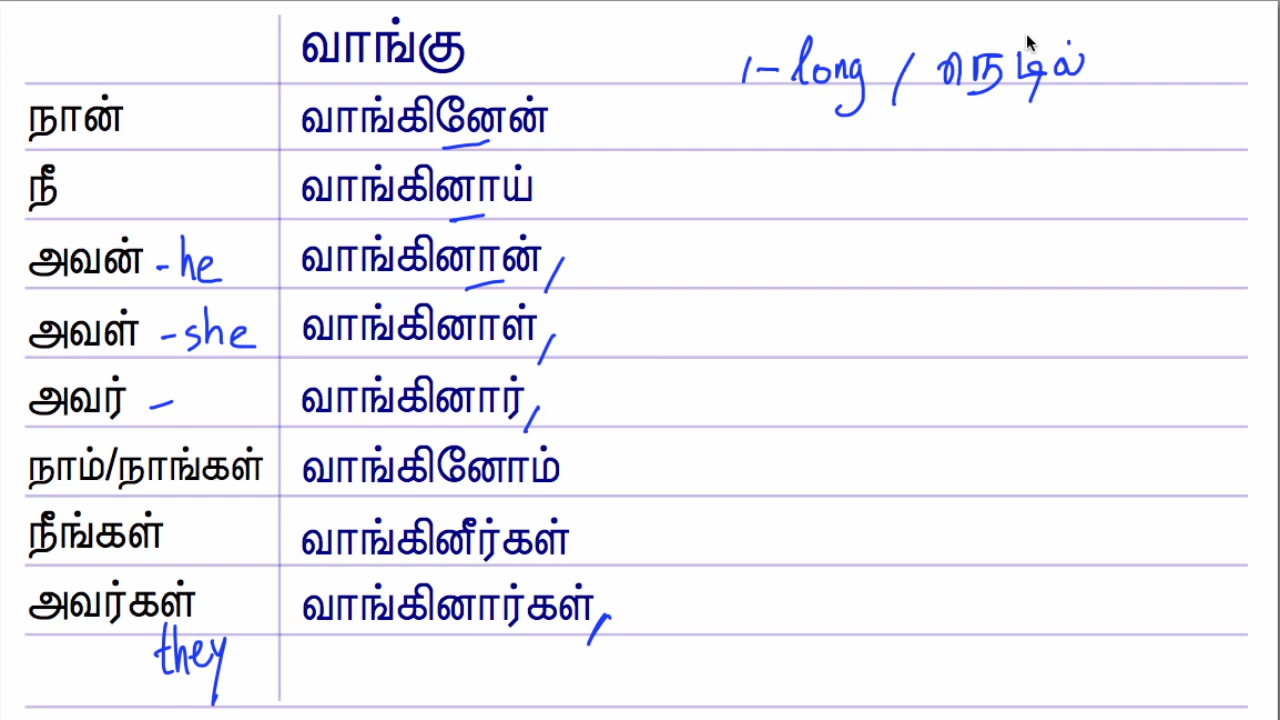 வாங்கு
1- long / நெடில்
நான் வாங்கினேன்
நீ வாங்கினாய்
அவன் - he வாங்கினான்
அவள் - she வாங்கினாள்
அவர் - வாங்கினார்
நாம்/நாங்கள் வாங்கினோம்
நீங்கள் வாங்கினீர்கள்
அவர்கள் வாங்கினார்கள்
they